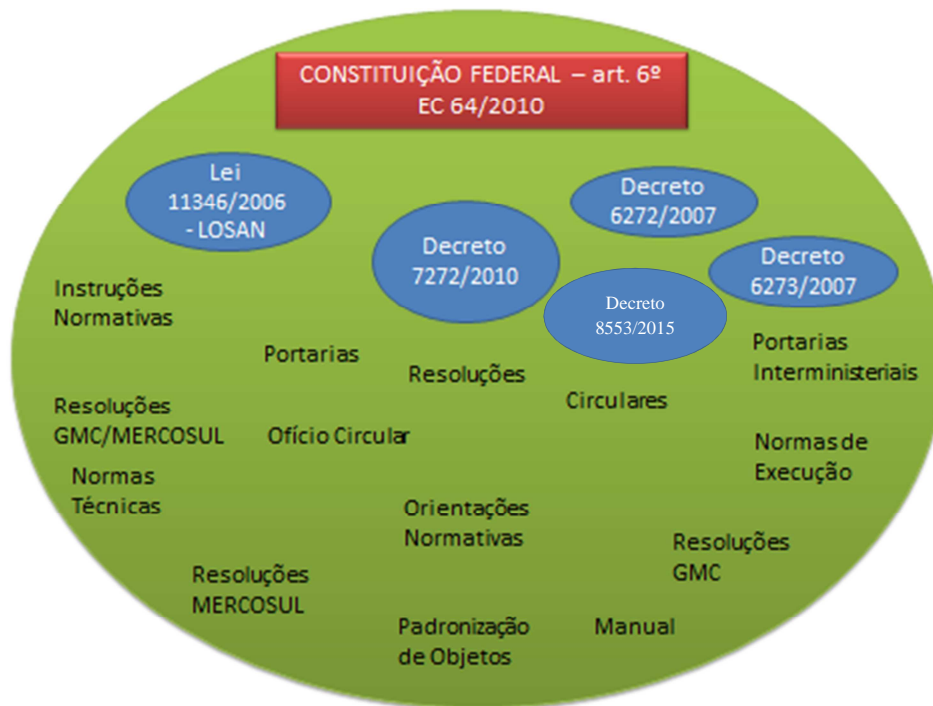 CONSTITUIÇÃO FEDERAL – art. 6º
EC 64/2010
Lei
11346/2006
- LOSAN
Decreto
6272/2007
Decreto
7272/2010
Decreto
6273/2007
Decreto
8553/2015
Instruções
Normativas
Portarias
Resoluções
Circulares
Portarias
Interministeriais
Resoluções
GMC/MERCOSUL
Ofício Circular
Normas de
Execução
Normas
Técnicas
Orientações
Normativas
Resoluções
GMC
Resoluções
MERCOSUL
Padronização
de Objetos
Manual